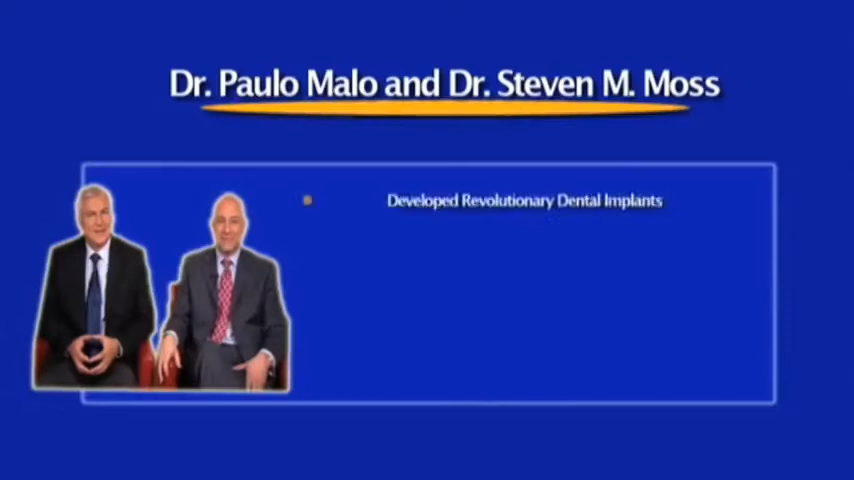 Dr. Paulo Malo and Dr. Steven M. Moss
Developed Revolutionary Dental Implants